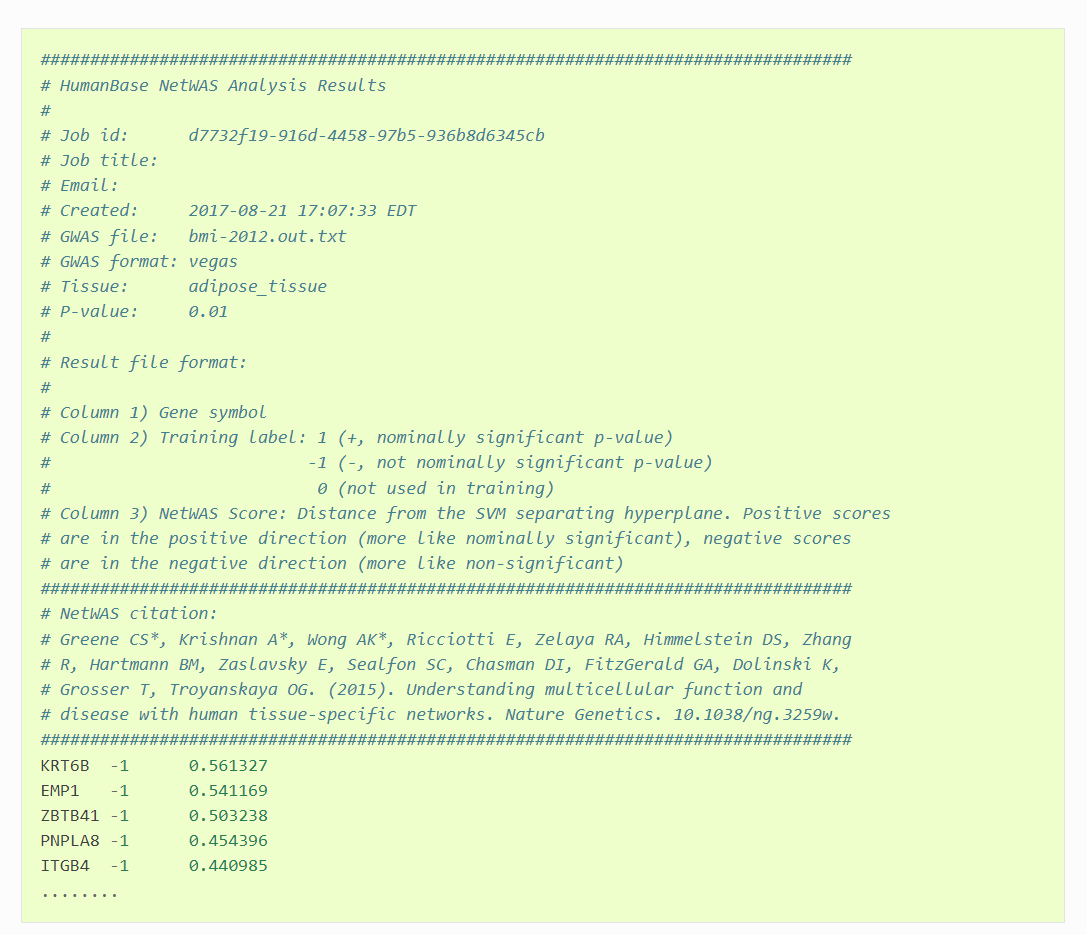 ##################################################################################
# HumanBase NetWAS Analysis Results
#
# Job id:      d7732f19-916d-4458-97b5-936b8d6345cb
# Job title:
# Email:
# Created:     2017-08-21 17:07:33 EDT
# GWAS file:   bmi-2012.out.txt
# GWAS format: vegas
# Tissue:      adipose_tissue
# P-value:     0.01
#
# Result file format:
#
# Column 1) Gene symbol
# Column 2) Training label: 1 (+, nominally significant p-value)
#                          -1 (-, not nominally significant p-value)
#                           0 (not used in training)
# Column 3) NetWAS Score: Distance from the SVM separating hyperplane. Positive scores
# are in the positive direction (more like nominally significant), negative scores
# are in the negative direction (more like non-significant)
##################################################################################
# NetWAS citation:
# Greene CS*, Krishnan A*, Wong AK*, Ricciotti E, Zelaya RA, Himmelstein DS, Zhang
# R, Hartmann BM, Zaslavsky E, Sealfon SC, Chasman DI, FitzGerald GA, Dolinski K,
# Grosser T, Troyanskaya OG. (2015). Understanding multicellular function and
# disease with human tissue-specific networks. Nature Genetics. 10.1038/ng.3259w.
##################################################################################
KRT6B  -1      0.561327
EMP1   -1      0.541169
ZBTB41 -1      0.503238
PNPLA8 -1      0.454396
ITGB4  -1      0.440985
........